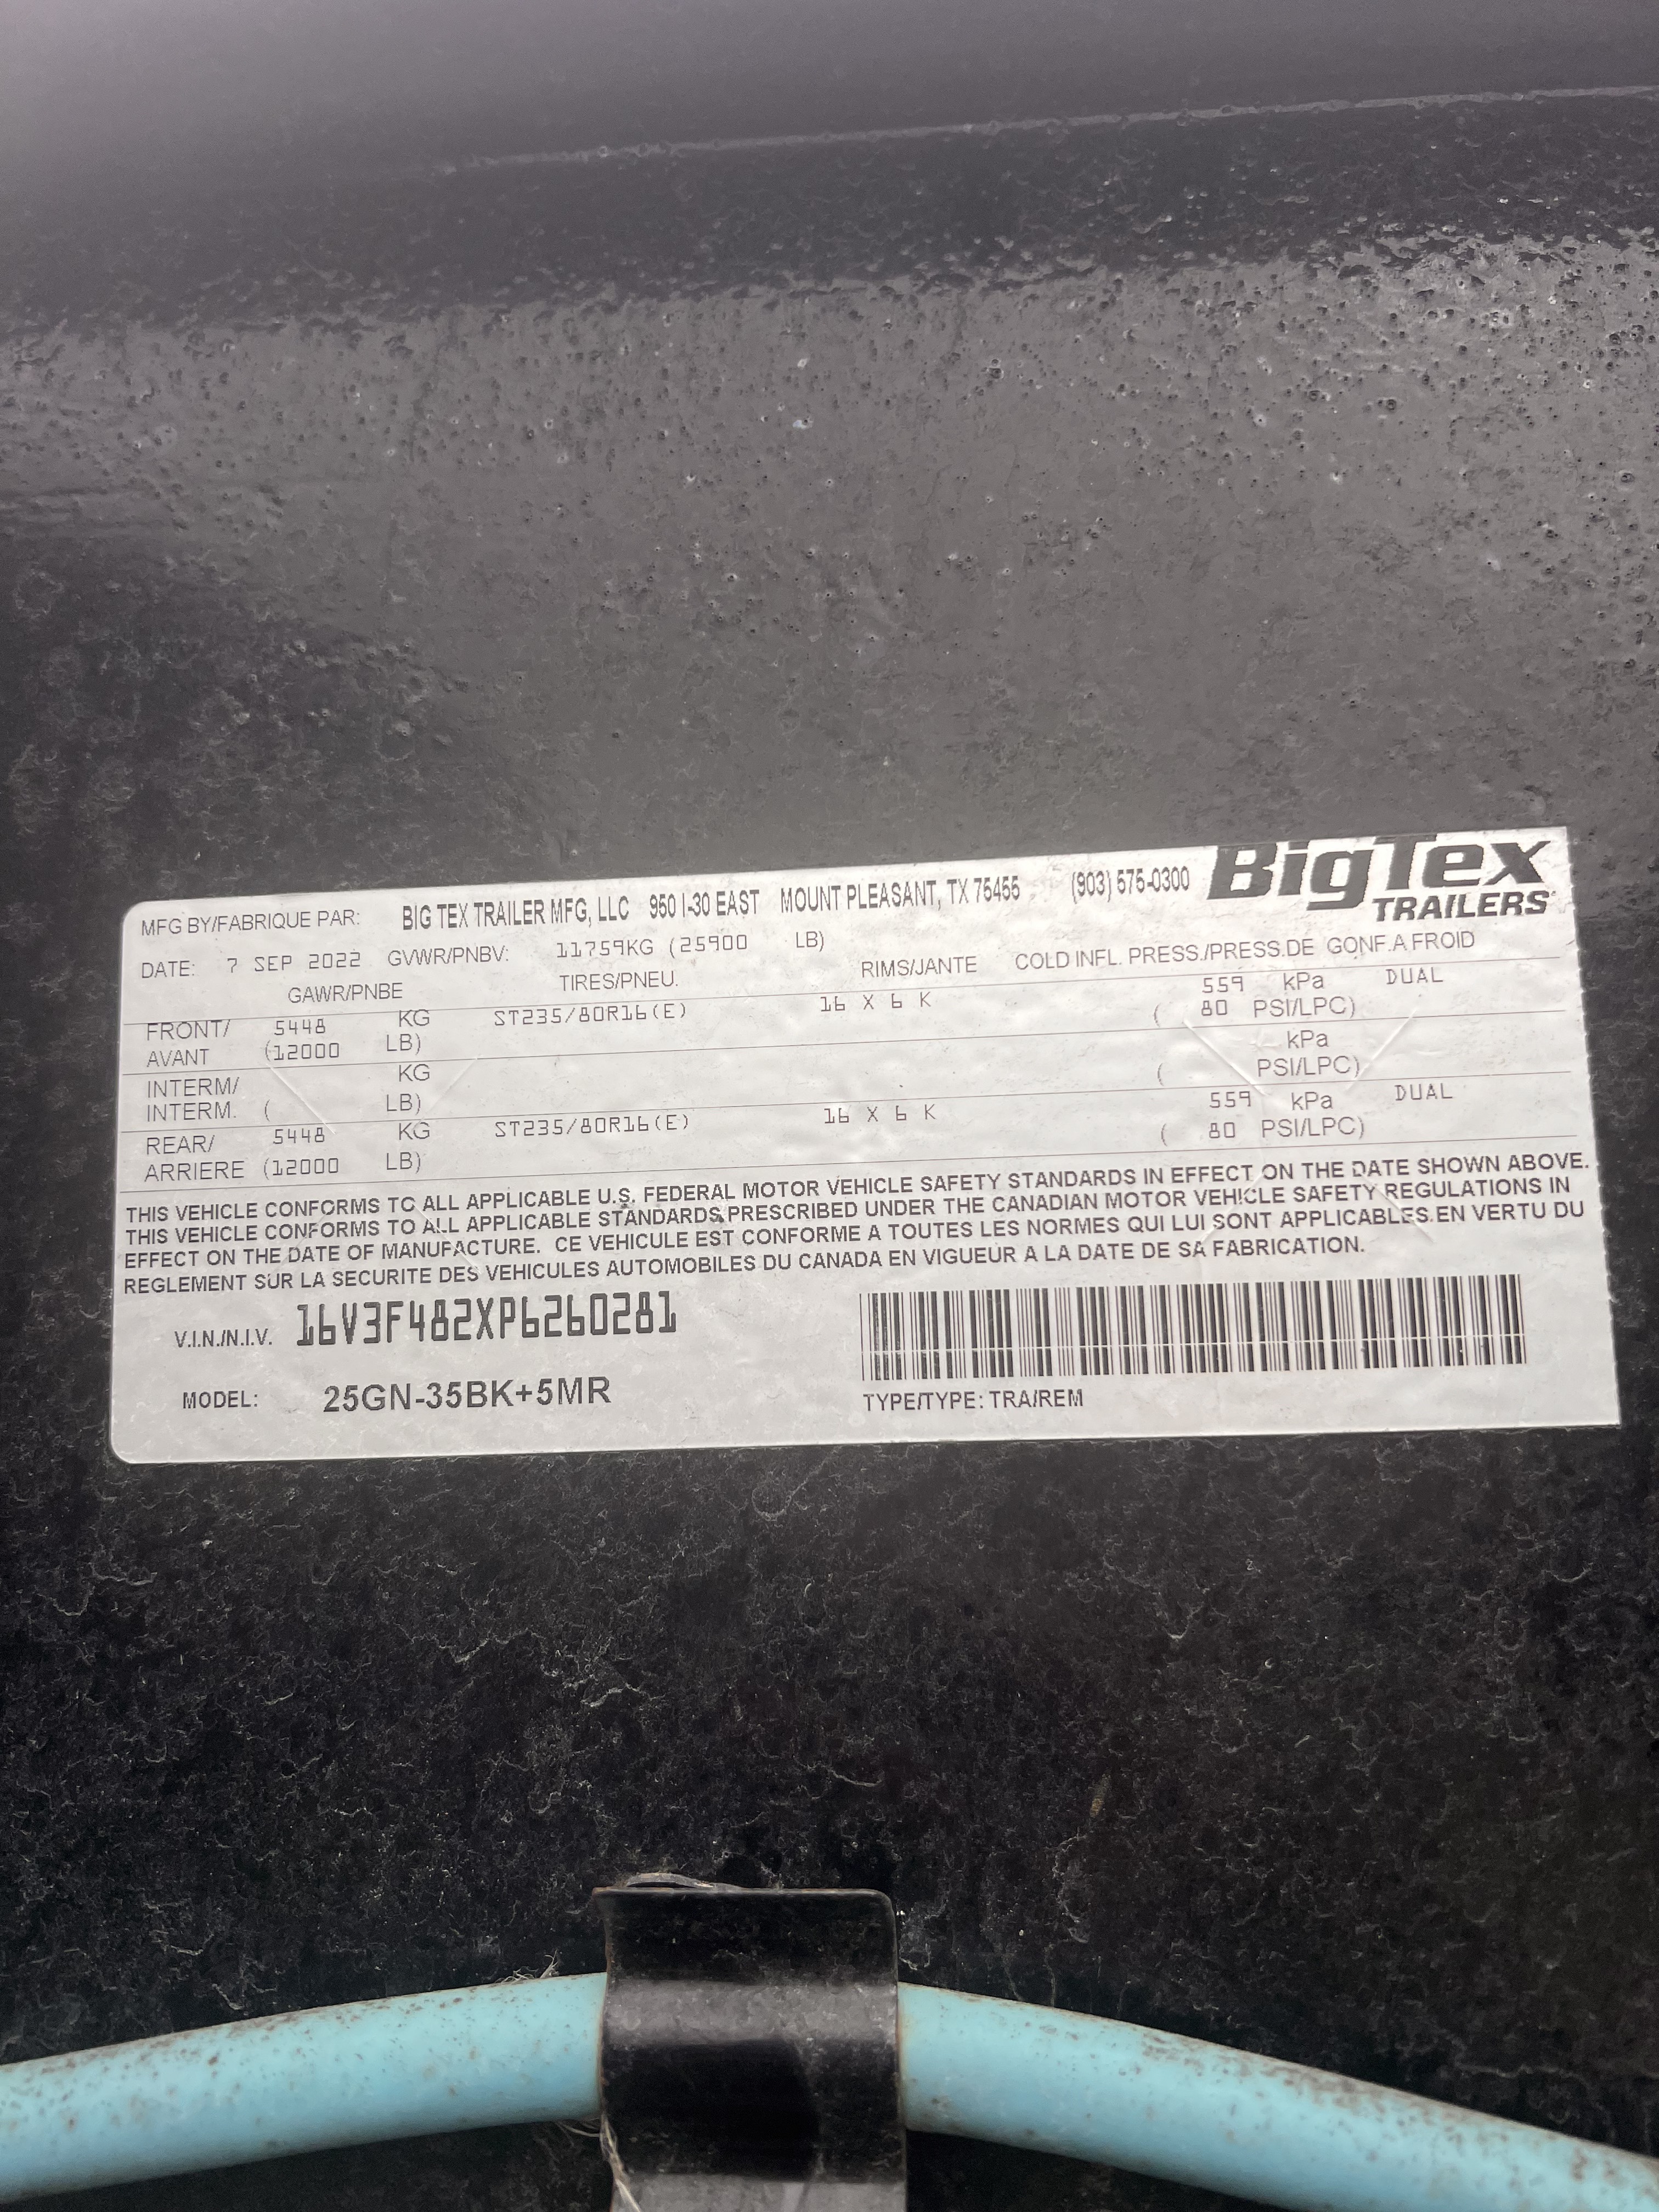 MFG BY/FABRIQUE PAR: BIG TEX TRAILER MFG, LLC 950 I-30 EAST MOUNT PLEASANT, TX 75455 (903) 575-0300 BigTex
TRAILERS
DATE: 7 SEP 2022 GVWR/PNBV: 11759KG (25900 LB)
GAWR/PNBE TIRES/PNEU. RIMS/JANTE COLD INFL. PRESS./PRESS.DE GONF.A FROID
FRONT/ 5448 KG ST235/80R16(E) 16 X 6 K 559 kPa DUAL
AVANT (12000 LB) ( 80 PSI/LPC)
INTERM/ KG kPa
INTERM. ( LB) ( PSI/LPC)
REAR/ 5448 KG ST235/80R16(E) 16 X 6 K 559 kPa DUAL
ARRIERE (12000 LB) ( 80 PSI/LPC)
THIS VEHICLE CONFORMS TO ALL APPLICABLE U.S. FEDERAL MOTOR VEHICLE SAFETY STANDARDS IN EFFECT ON THE DATE SHOWN ABOVE.
THIS VEHICLE CONFORMS TO ALL APPLICABLE STANDARDS PRESCRIBED UNDER THE CANADIAN MOTOR VEHICLE SAFETY REGULATIONS IN
EFFECT ON THE DATE OF MANUFACTURE. CE VEHICULE EST CONFORME A TOUTES LES NORMES QUI LUI SONT APPLICABLES EN VERTU DU
REGLEMENT SUR LA SECURITE DES VEHICULES AUTOMOBILES DU CANADA EN VIGUEUR A LA DATE DE SA FABRICATION.
V.I.N./N.I.V. 16V3F482XP6260281
MODEL: 25GN-35BK+5MR TYPE/TYPE: TRA/REM